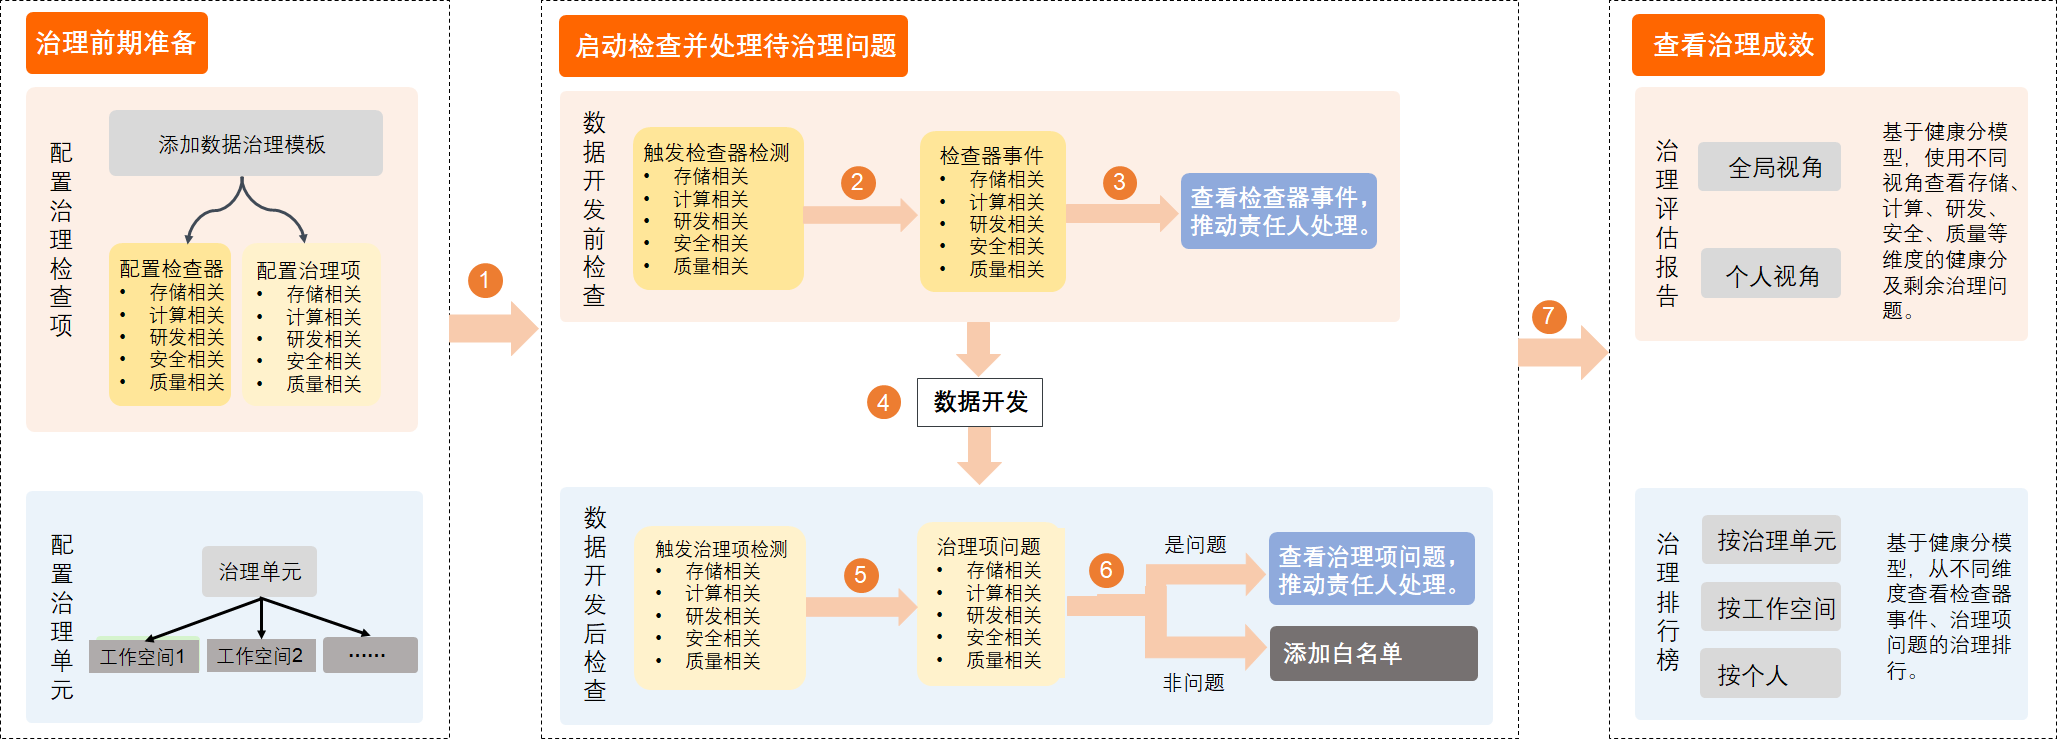 治理前期准备
配置治理检查项
添加数据治理模板
配置检查器
• 存储相关
• 计算相关
• 研发相关
• 安全相关
• 质量相关
配置治理项
• 存储相关
• 计算相关
• 研发相关
• 安全相关
• 质量相关
配置治理单元
治理单元
工作空间1
工作空间2
……
1
启动检查并处理待治理问题
数据开发前检查
触发检查器检测
• 存储相关
• 计算相关
• 研发相关
• 安全相关
• 质量相关
2
检查器事件
• 存储相关
• 计算相关
• 研发相关
• 安全相关
• 质量相关
3
查看检查器事件，
推动责任人处理。
4
数据开发
数据开发后检查
触发治理项检测
• 存储相关
• 计算相关
• 研发相关
• 安全相关
• 质量相关
5
治理项问题
• 存储相关
• 计算相关
• 研发相关
• 安全相关
• 质量相关
6
是问题
查看治理项问题，
推动责任人处理。
非问题
添加白名单
7
查看治理成效
治理评估报告
全局视角
个人视角
基于健康分模
型，使用不同
视角查看存储、
计算、研发、
安全、质量等
维度的健康分
及剩余治理问
题。
治理排行榜
按治理单元
按工作空间
按个人
基于健康分模
型，从不同维
度查看检查器
事件、治理项
问题的治理排
行。